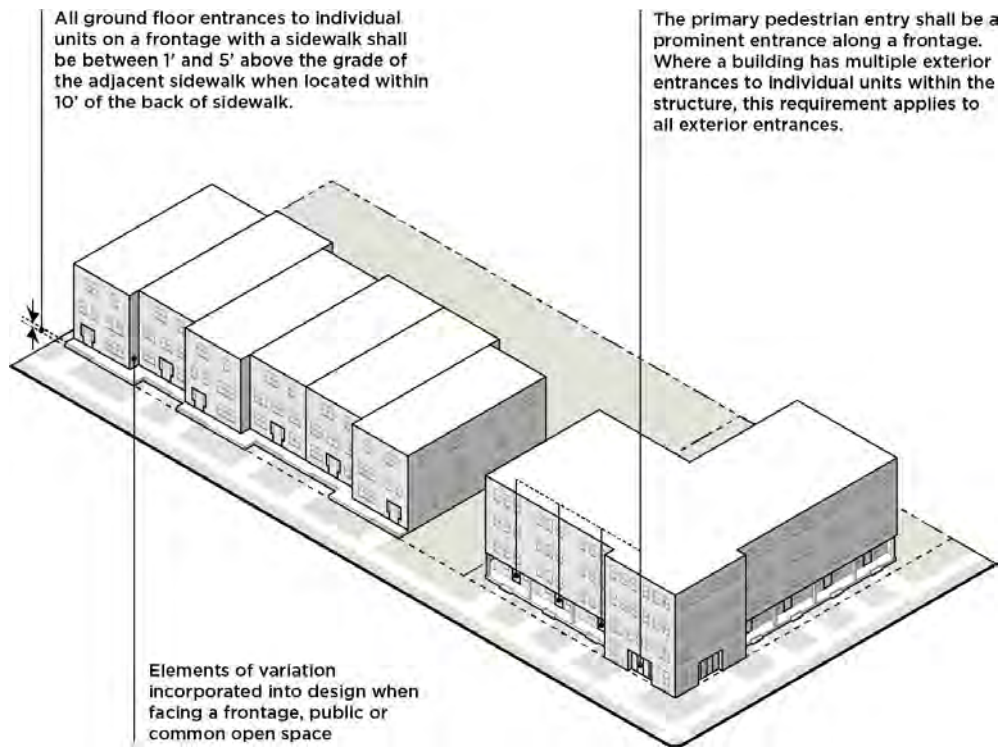 All ground floor entrances to individual
units on a frontage with a sidewalk shall
be between 1' and 5' above the grade of
the adjacent sidewalk when located within
10' of the back of sidewalk.
The primary pedestrian entry shall be a
prominent entrance along a frontage.
Where a building has multiple exterior
entrances to individual units within the
structure, this requirement applies to
all exterior entrances.
Elements of variation
incorporated into design when
facing a frontage, public or
common open space